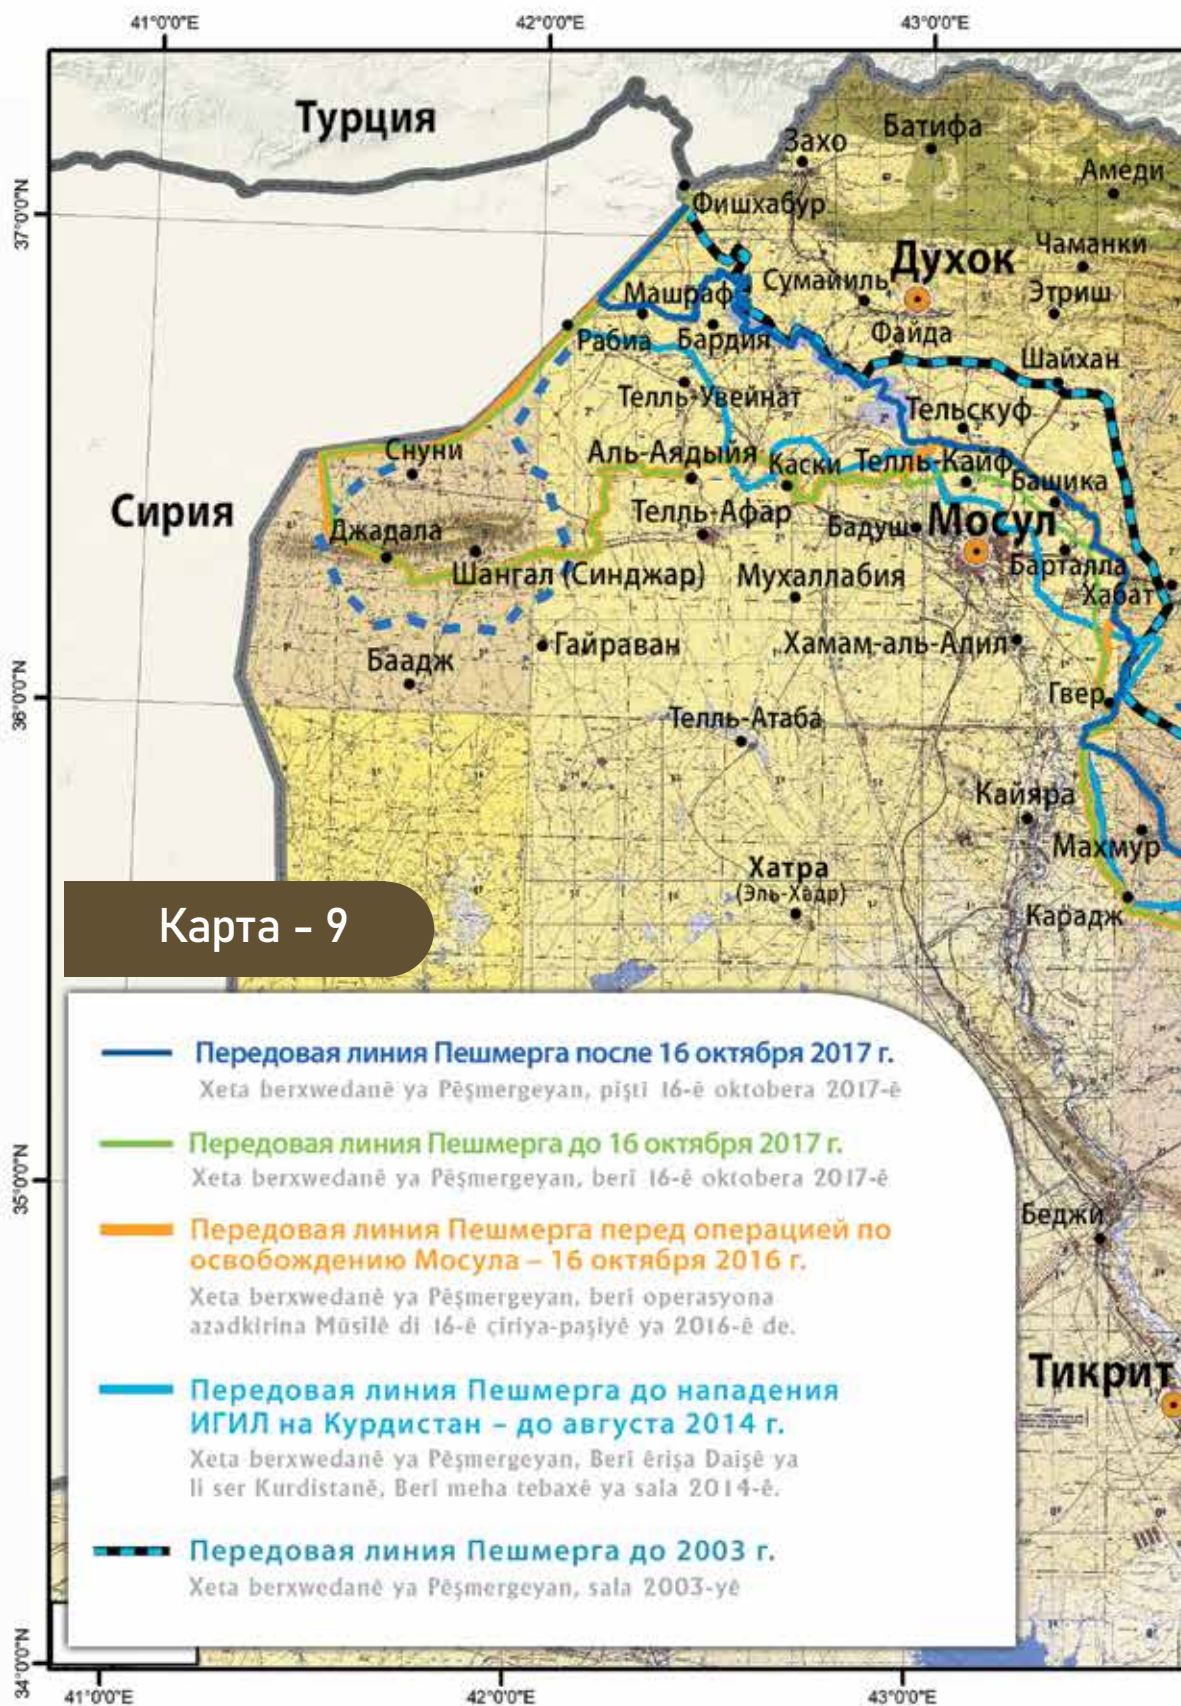 41°0'0"E
42°0'0"E
43°0'0"E
Турция
Захо
Батифа
Амеди
37°0'0"N
Фишхабур
Чаманки
Духок
Сумайиль
Этриш
Машраф
Рабиа
Бардия
Файда
Шайхан
Телль-Увейнат
Тельскуф
Снуни
Аль-Аядыйя
Каски
Телль-Кайф
Башика
Сирия
Джадала
Телль-Афар
Бадуш
Мосул
Шангал (Синджар)
Мухаллабия
Барталла
Хабат
Гайраван
Хамам-аль-Алил
Баадж
36°0'0"N
Гвер
Телль-Атаба
Кайяра
Махмур
Хатра
(Эль-Хадр)
Карадж
Карта - 9
Передовая линия Пешмерга после 16 октября 2017 г.
Xeta berxwedanê ya Pêşmergeyan, piştî 16-ê oktobera 2017-ê
Передовая линия Пешмерга до 16 октября 2017 г.
Xeta berxwedanê ya Pêşmergeyan, berî 16-ê oktobera 2017-ê
35°0'0"N
Беджи
Передовая линия Пешмерга перед операцией по
освобождению Мосула – 16 октября 2016 г.
Xeta berxwedanê ya Pêşmergeyan, berî operasyona
azadkirina Mûsilê di 16-ê çiriya-paşiyê ya 2016-ê de.
Тикрит
Передовая линия Пешмерга до нападения
ИГИЛ на Курдистан – до августа 2014 г.
Xeta berxwedanê ya Pêşmergeyan, Berî êrişa Daişê ya
li ser Kurdistanê, Berî meha tebaxê ya sala 2014-ê.
Передовая линия Пешмерга до 2003 г.
Xeta berxwedanê ya Pêşmergeyan, sala 2003-yê
34°0'0"N
41°0'0"E
42°0'0"E
43°0'0"E